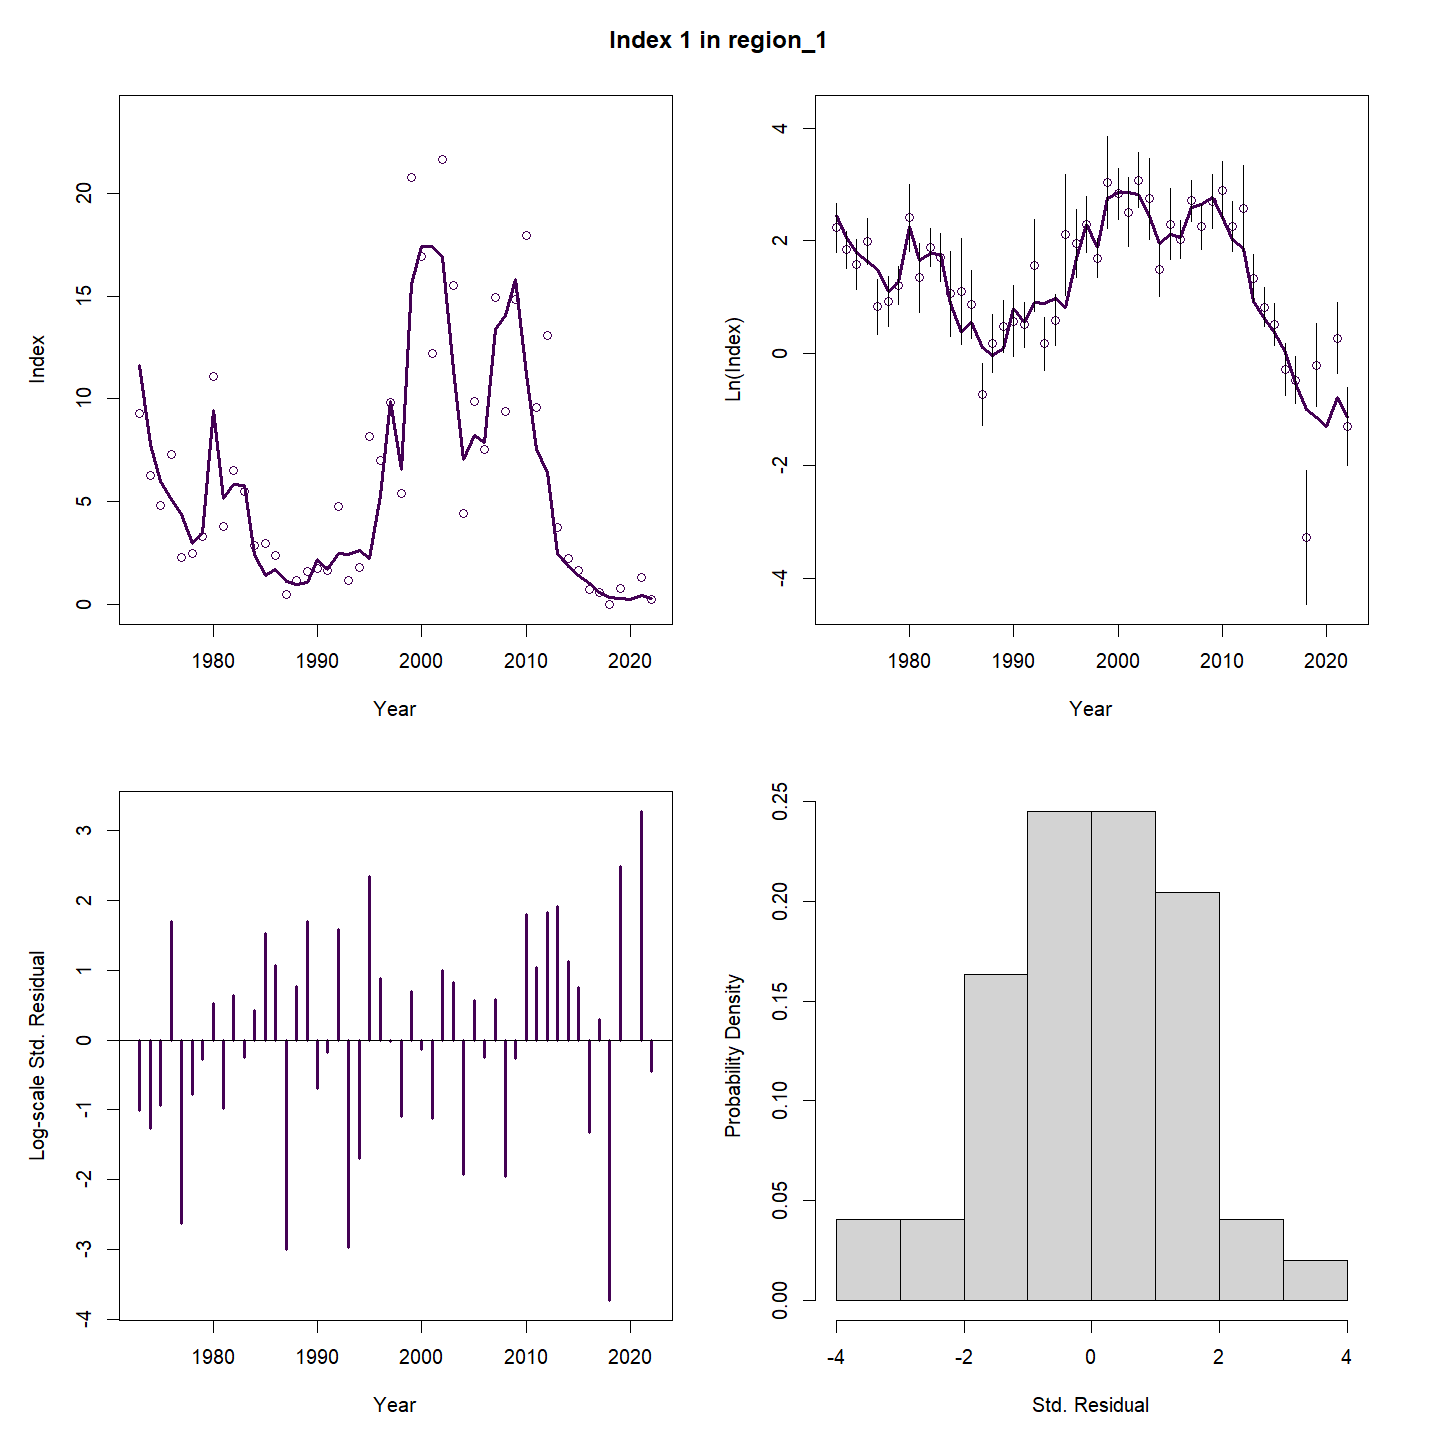 Index 1 in region_1
Index
0 5 10 15 20
1980 1990 2000 2010 2020
Year
Ln(Index)
-4 -2 0 2 4
1980 1990 2000 2010 2020
Year
Log-scale Std. Residual
-4 -3 -2 -1 0 1 2 3
1980 1990 2000 2010 2020
Year
Probability Density
0.00 0.05 0.10 0.15 0.20 0.25
-4 -2 0 2 4
Std. Residual